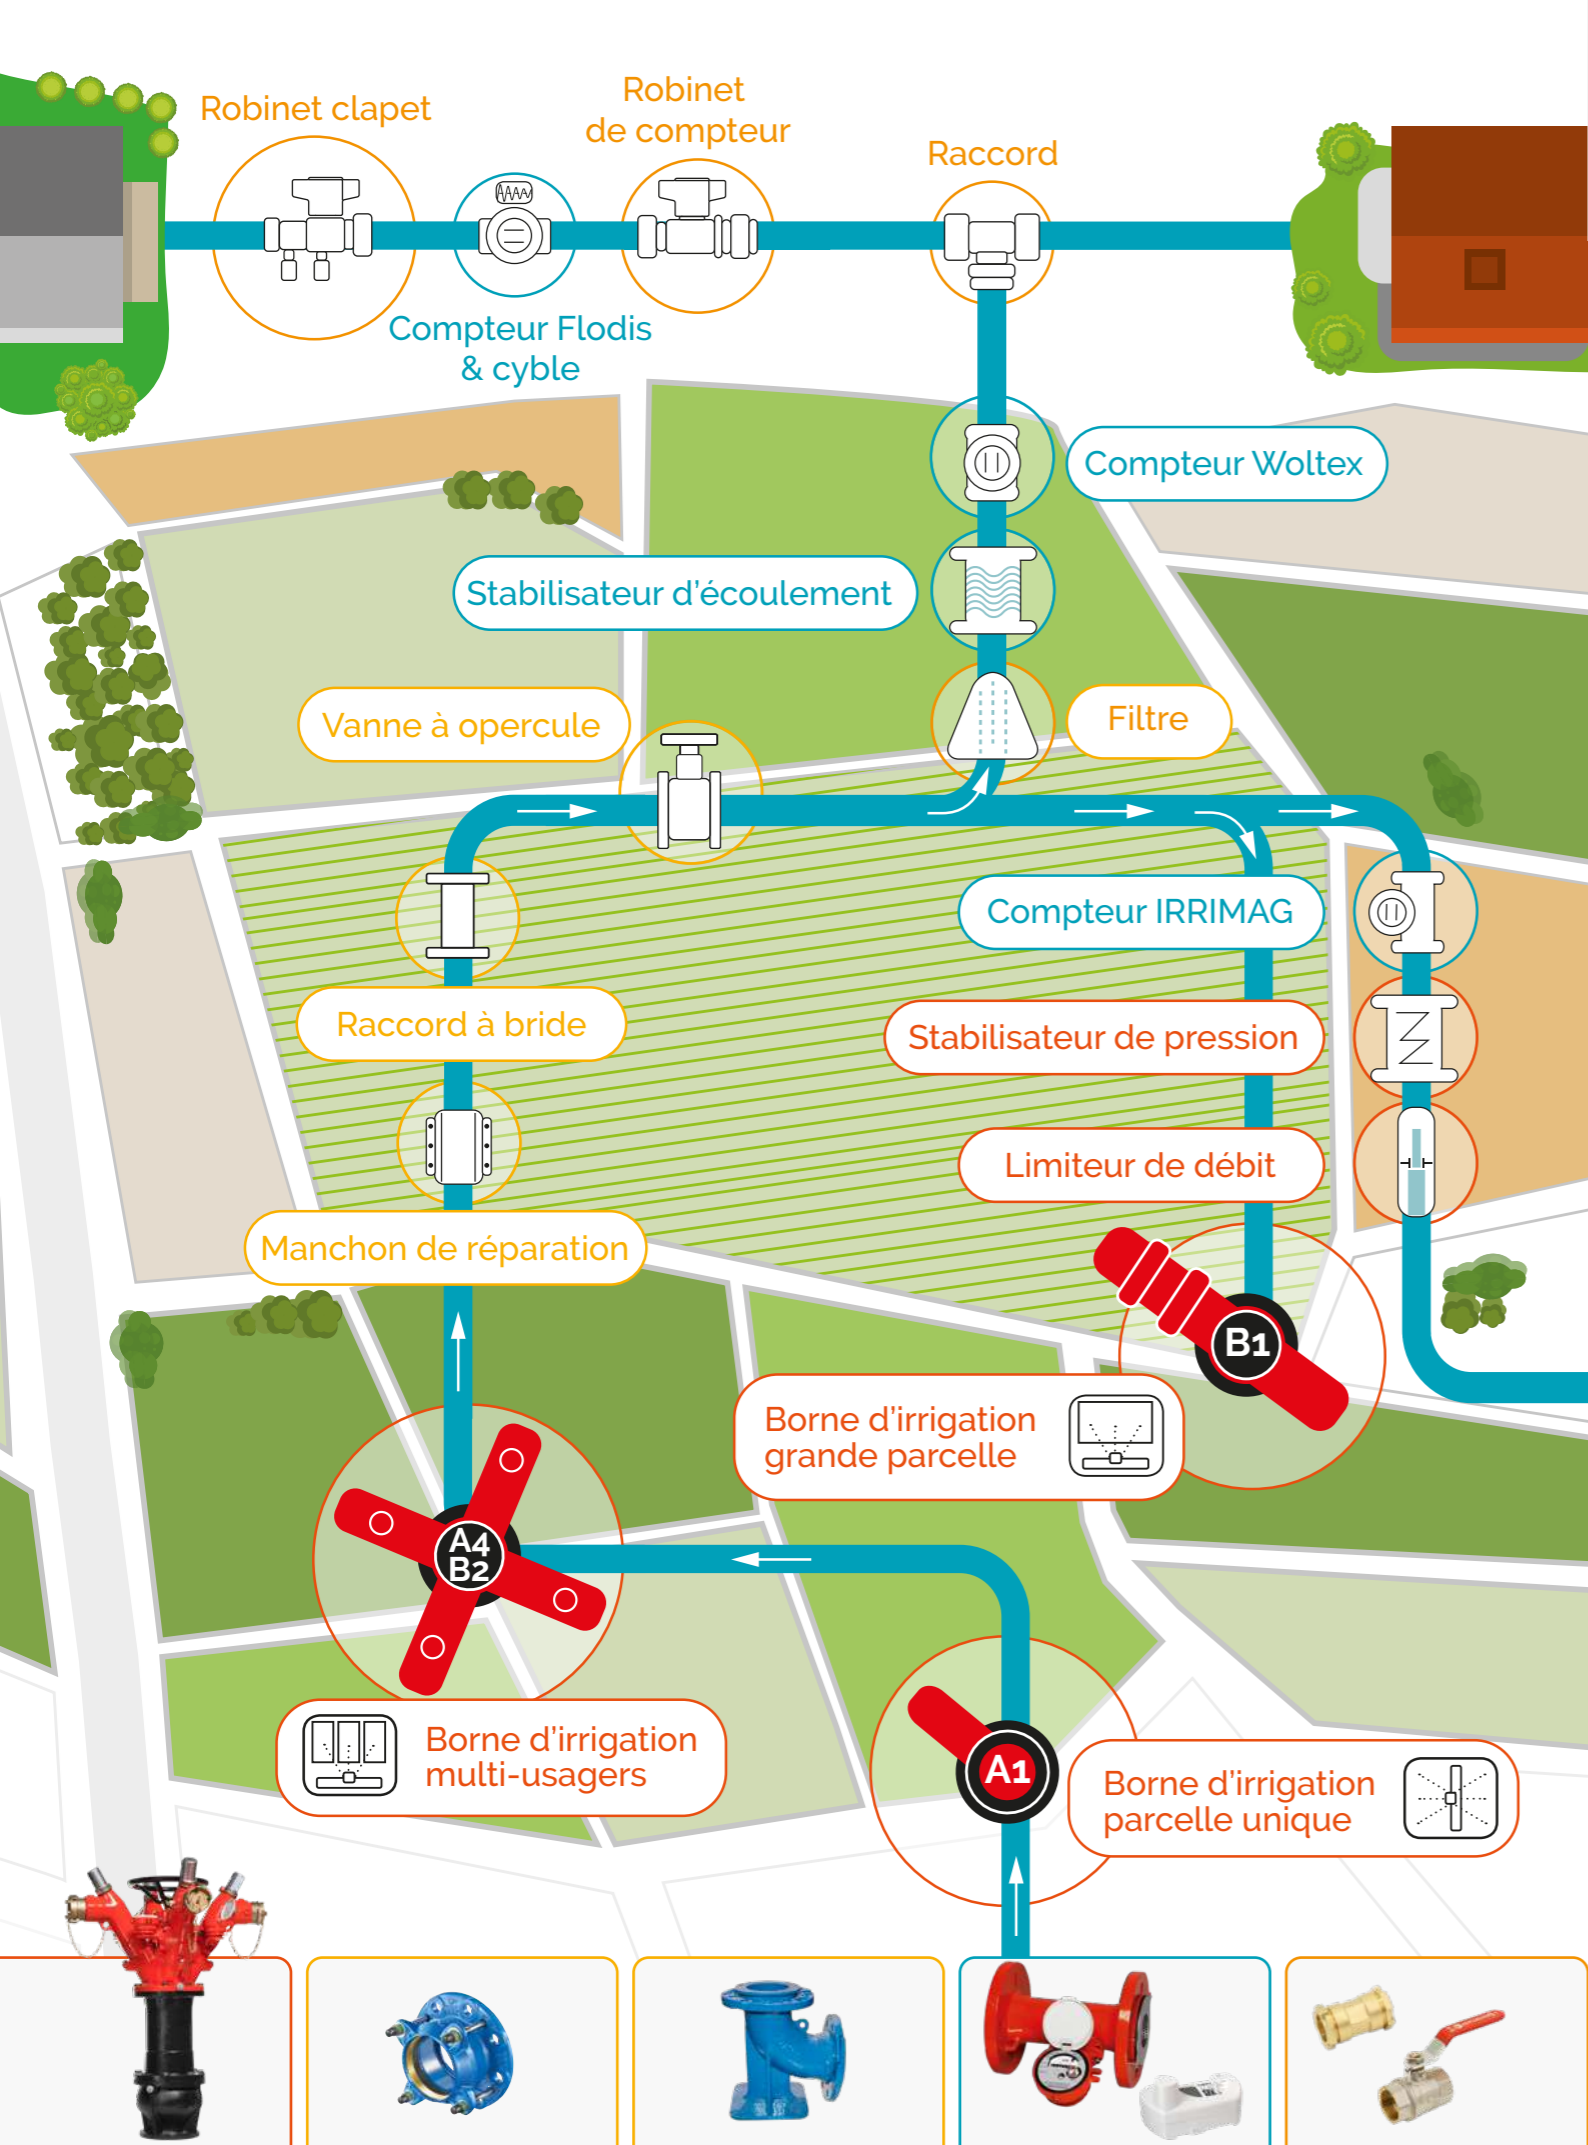 Robinet clapet
Robinet
de compteur
Raccord
Compteur Flodis
& cyble
Compteur Woltex
Stabilisateur d'écoulement
Vanne à opercule
Filtre
Compteur IRRIMAG
Raccord à bride
Stabilisateur de pression
Limiteur de débit
Manchon de réparation
B1
Borne d'irrigation
grande parcelle
A4
B2
Borne d'irrigation
multi-usagers
A1
Borne d'irrigation
parcelle unique